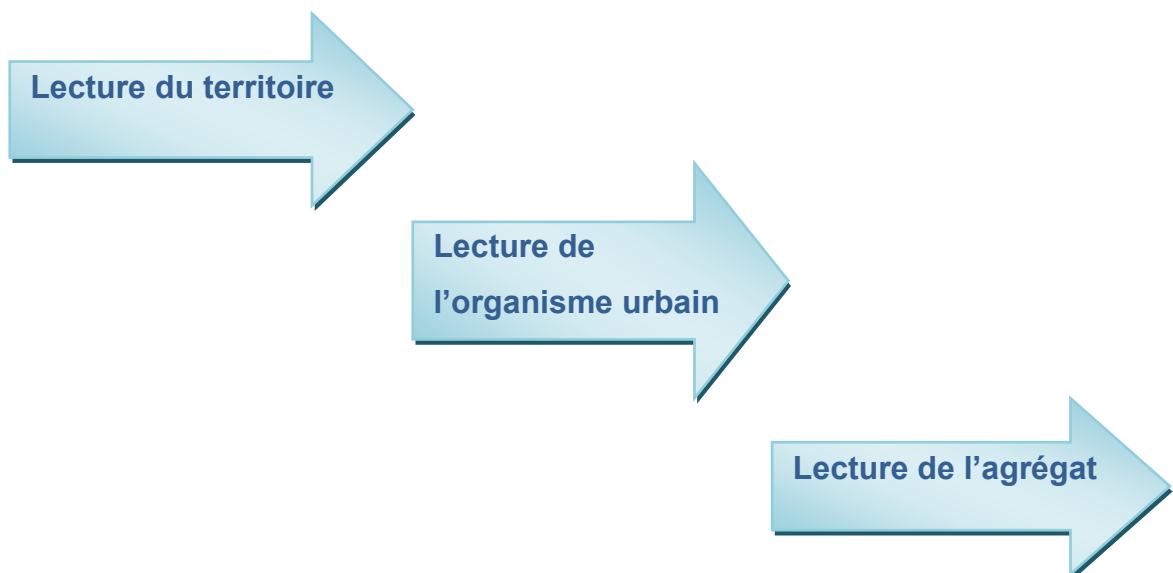 Lecture du territoire
Lecture de
l’organisme urbain
Lecture de l’agrégat